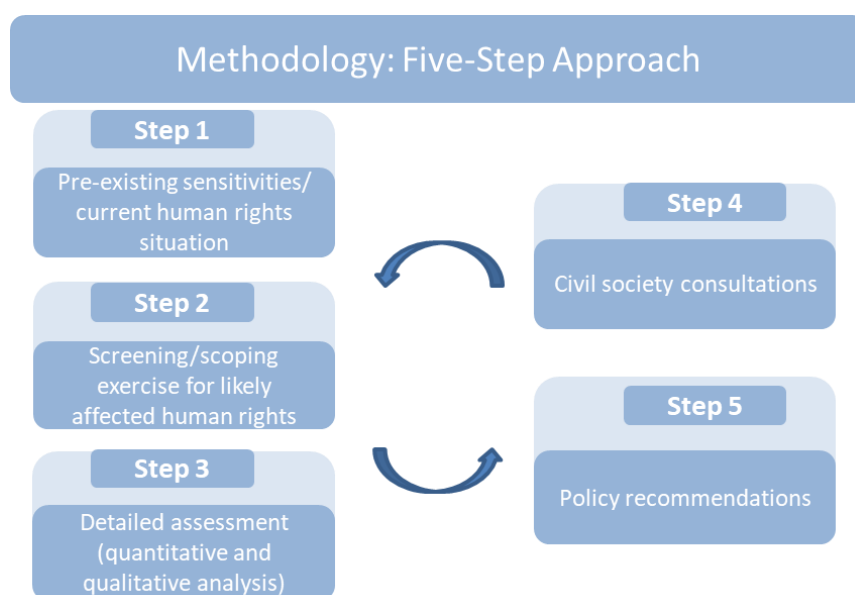 Methodology: Five-Step Approach
Step 1
Pre-existing sensitivities/
current human rights
situation
Step 2
Screening/scoping
exercise for likely
affected human rights
Step 3
Detailed assessment
(quantitative and
qualitative analysis)
Step 4
Civil society consultations
Step 5
Policy recommendations